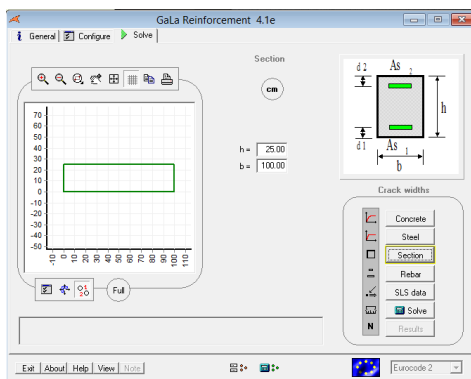 GaLa Reinforcement 4.1e
General Configure Solve
Section
cm
h = 25.00
b = 100.00
70
60
50
40
30
20
10
0
-10
-20
-30
-40
-50
-10 0 10 20 30 40 50 60 70 80 90 100 110
Full
d 2 As 2
h
d 1 As 1
b
Crack widths
Concrete
Steel
Section
Rebar
SLS data
Solve
N Results
Exit About Help View Note
Eurocode 2